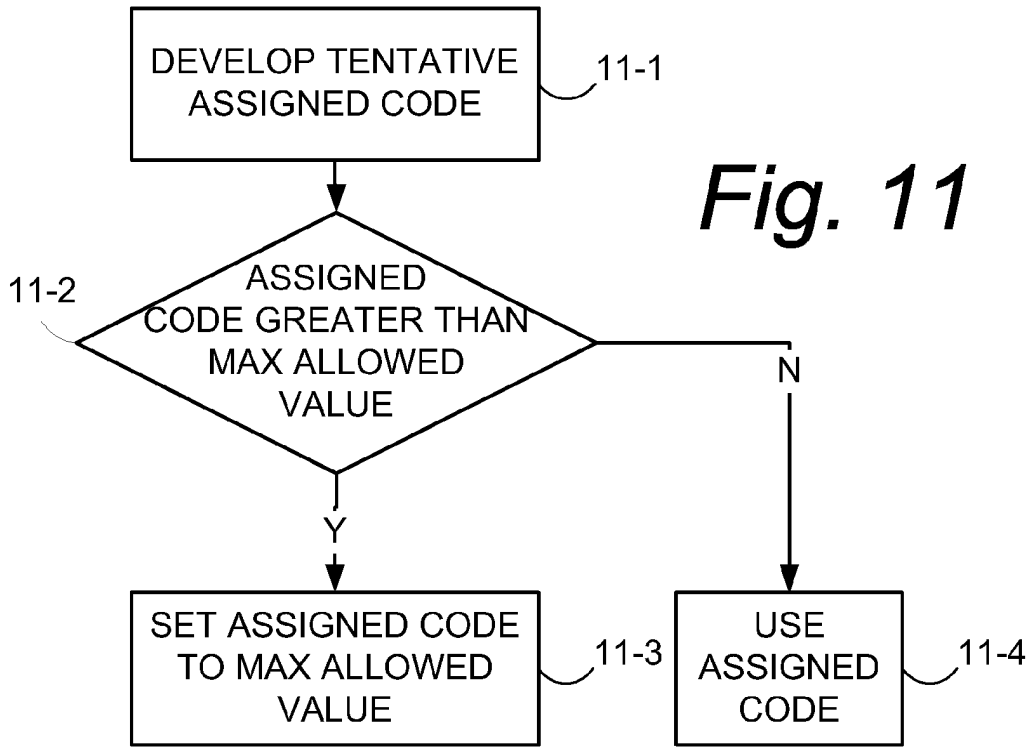 DEVELOP TENTATIVE
ASSIGNED CODE
11-1
Fig. 11
11-2
ASSIGNED
CODE GREATER THAN
MAX ALLOWED
VALUE
N
Y
SET ASSIGNED CODE
TO MAX ALLOWED
VALUE
11-3
USE
ASSIGNED
CODE
11-4